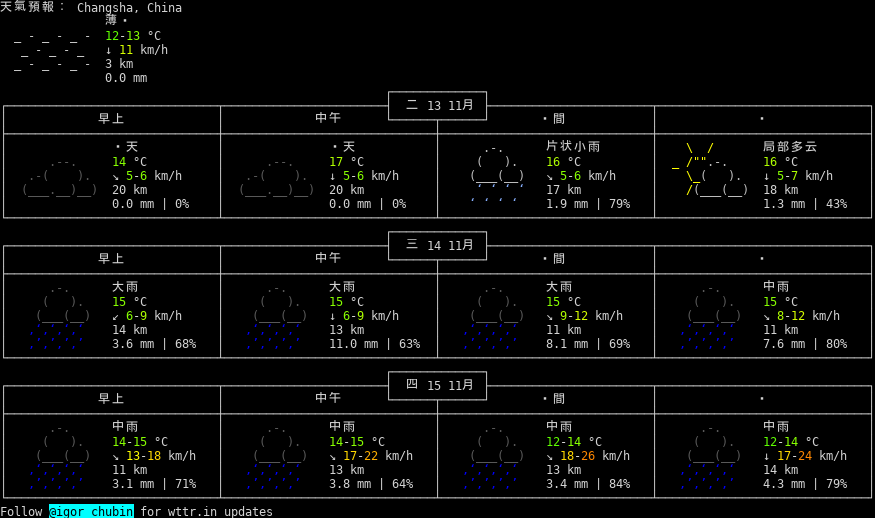 天氣預報： Changsha, China
薄・
12-13 °C
↓ 11 km/h
3 km
0.0 mm
二 13 11月
早上 中午 ・間 ・
・天 ・天 片状小雨 局部多云
14 °C 17 °C 16 °C 16 °C
↘ 5-6 km/h ↓ 5-6 km/h ↘ 5-6 km/h ↓ 5-7 km/h
20 km 20 km 17 km 18 km
0.0 mm | 0% 0.0 mm | 0% 1.9 mm | 79% 1.3 mm | 43%
三 14 11月
早上 中午 ・間 ・
大雨 大雨 大雨 中雨
15 °C 15 °C 15 °C 15 °C
↙ 6-9 km/h ↓ 6-9 km/h ↘ 9-12 km/h ↘ 8-12 km/h
14 km 13 km 11 km 11 km
3.6 mm | 68% 11.0 mm | 63% 8.1 mm | 69% 7.6 mm | 80%
四 15 11月
早上 中午 ・間 ・
中雨 中雨 中雨 中雨
14-15 °C 14-15 °C 12-14 °C 12-14 °C
↘ 13-18 km/h ↘ 17-22 km/h ↘ 18-26 km/h ↓ 17-24 km/h
11 km 13 km 13 km 14 km
3.1 mm | 71% 3.8 mm | 64% 3.4 mm | 84% 4.3 mm | 79%
Follow @igor_chubin for wttr.in updates